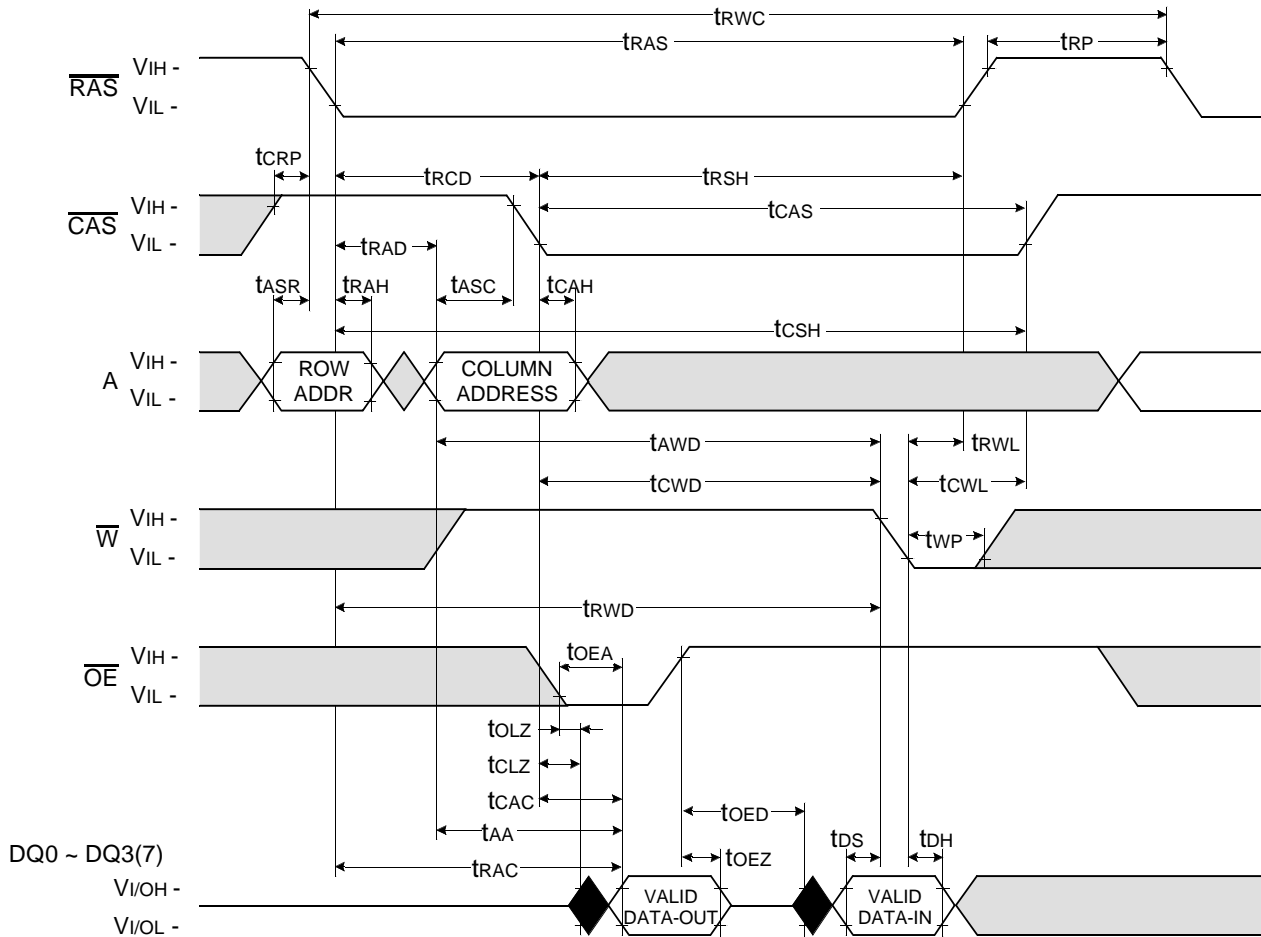 tRWC
tRAS
tRP
RAS
VIH -
VIL -
tCRP
tRCD
tRSH
CAS
VIH -
VIL -
tCAS
tRAD
tASR
tRAH
tASC
tCAH
tCSH
A
VIH -
VIL -
ROW
ADDR
COLUMN
ADDRESS
tAWD
tRWL
tCWD
tCWL
W
VIH -
VIL -
tWP
tRWD
OE
VIH -
VIL -
tOEA
tOLZ
tCLZ
tCAC
tOED
tAA
tDS
tDH
tOEZ
DQ0 ~ DQ3(7)
tRAC
VI/OH -
VI/OL -
VALID
DATA-OUT
VALID
DATA-IN